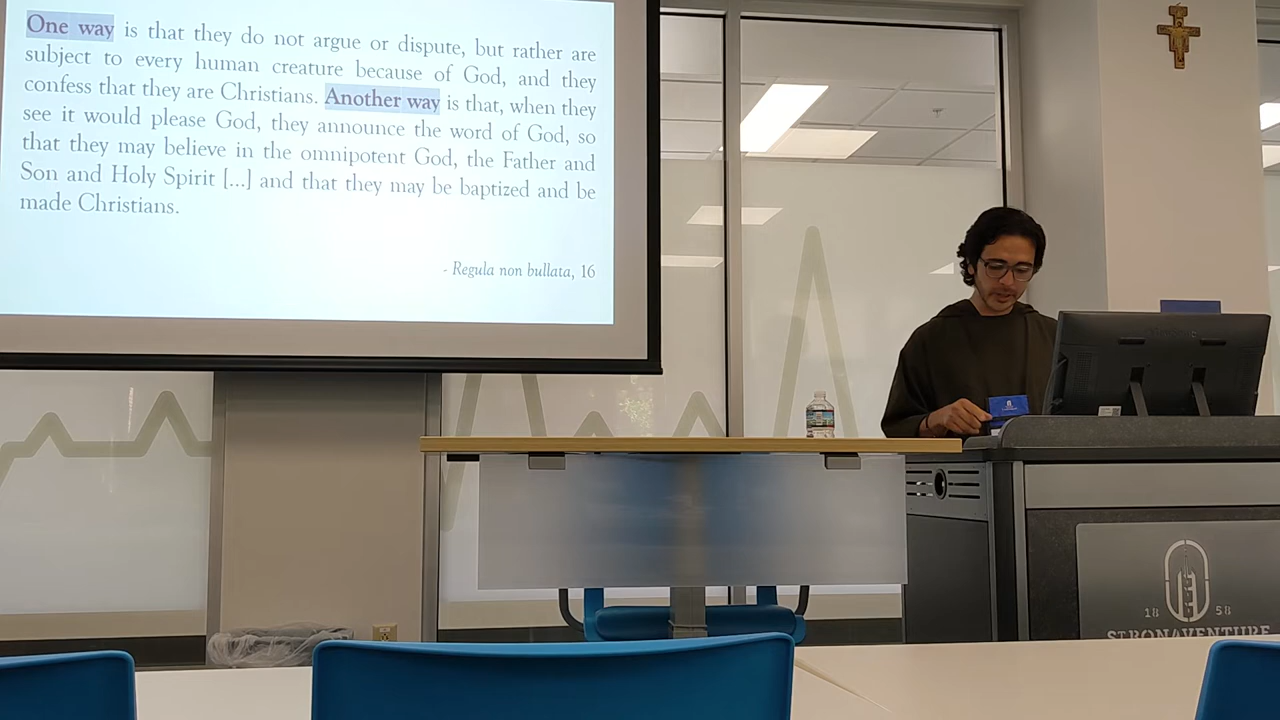 One way is that they do not argue or dispute, but rather are
subject to every human creature because of God, and they
confess that they are Christians. Another way is that, when they
see it would please God, they announce the word of God, so
that they may believe in the omnipotent God, the Father and
Son and Holy Spirit [...] and that they may be baptized and be
made Christians.
- Regula non bullata, 16
18 58
ST. BONAVENTURE